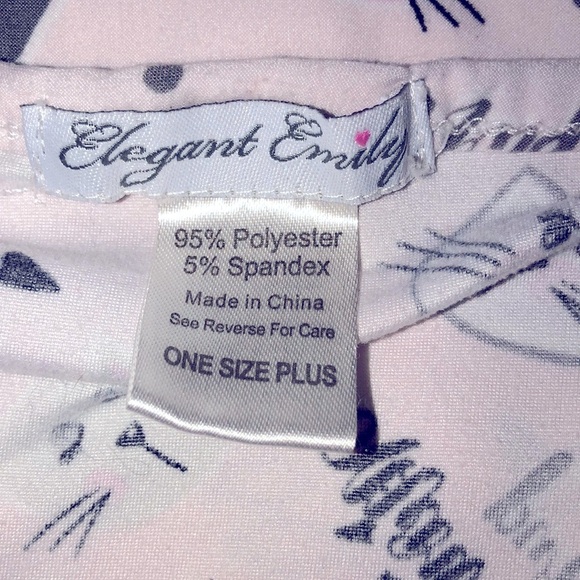 Elegant Emily
95% Polyester
5% Spandex
Made in China
See Reverse For Care
ONE SIZE PLUS